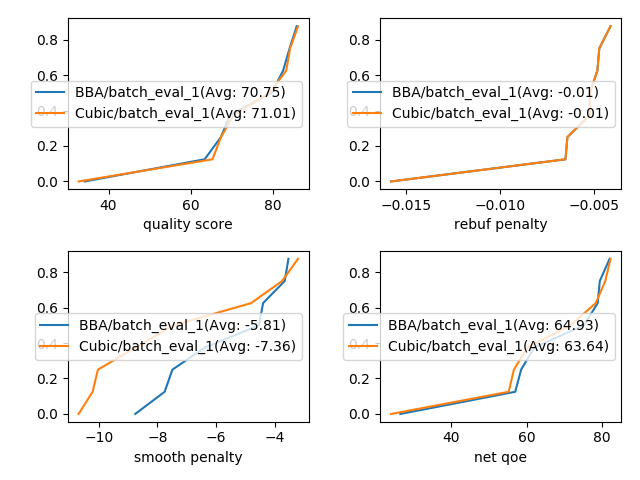 0.8
0.6
0.4
0.2
0.0
BBA/batch_eval_1(Avg: 70.75)
Cubic/batch_eval_1(Avg: 71.01)
40
60
80
quality score
0.8
0.6
0.4
0.2
0.0
BBA/batch_eval_1(Avg: -0.01)
Cubic/batch_eval_1(Avg: -0.01)
−0.015
−0.010
−0.005
rebuf penalty
0.8
0.6
0.4
0.2
0.0
BBA/batch_eval_1(Avg: -5.81)
Cubic/batch_eval_1(Avg: -7.36)
−10
−8
−6
−4
smooth penalty
0.8
0.6
0.4
0.2
0.0
BBA/batch_eval_1(Avg: 64.93)
Cubic/batch_eval_1(Avg: 63.64)
40
60
80
net qoe